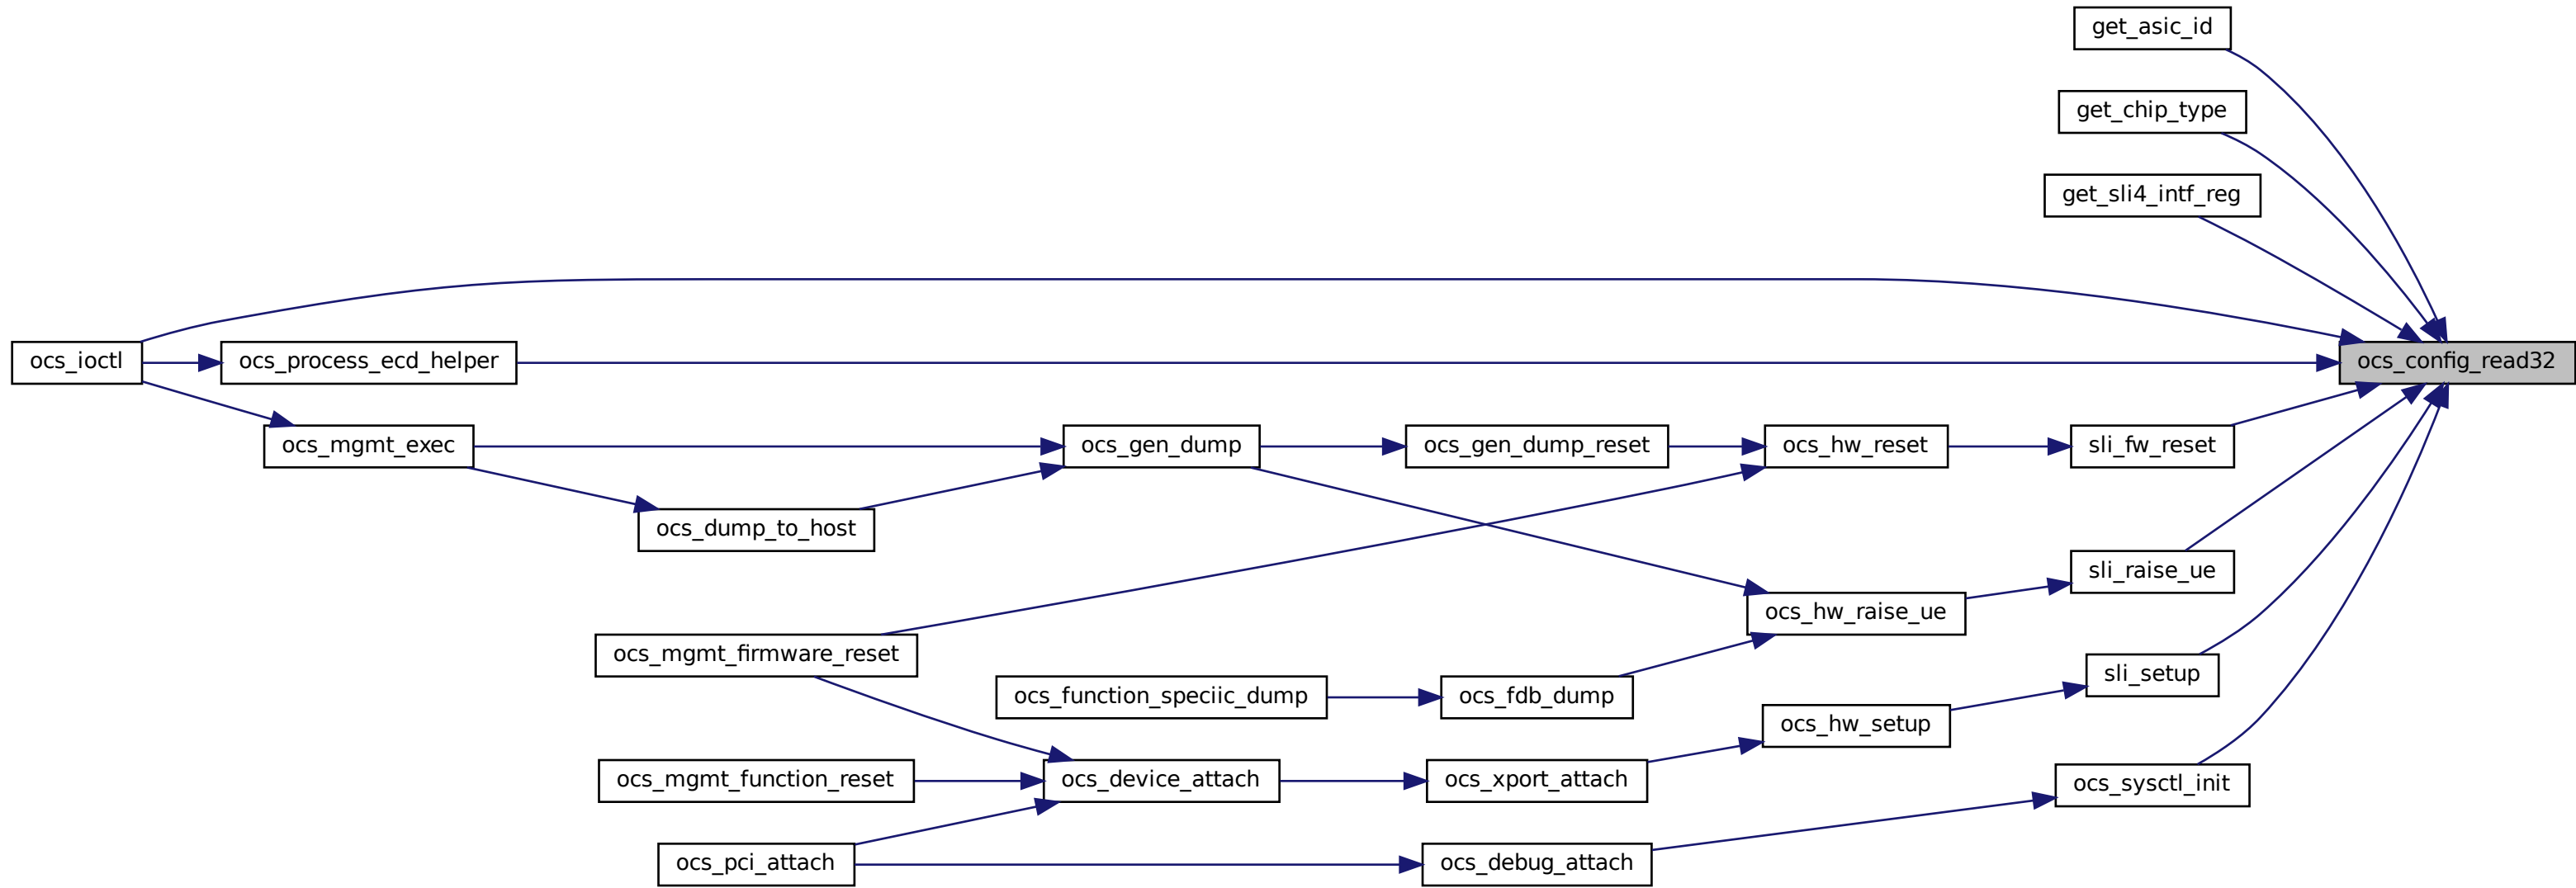 get_asic_id
get_chip_type
get_sli4_intf_reg
ocs_ioctl
ocs_process_ecd_helper
ocs_config_read32
ocs_mgmt_exec
ocs_gen_dump
ocs_gen_dump_reset
ocs_hw_reset
sli_fw_reset
ocs_dump_to_host
sli_raise_ue
ocs_hw_raise_ue
ocs_mgmt_firmware_reset
sli_setup
ocs_function_speciic_dump
ocs_fdb_dump
ocs_hw_setup
ocs_mgmt_function_reset
ocs_device_attach
ocs_xport_attach
ocs_sysctl_init
ocs_pci_attach
ocs_debug_attach